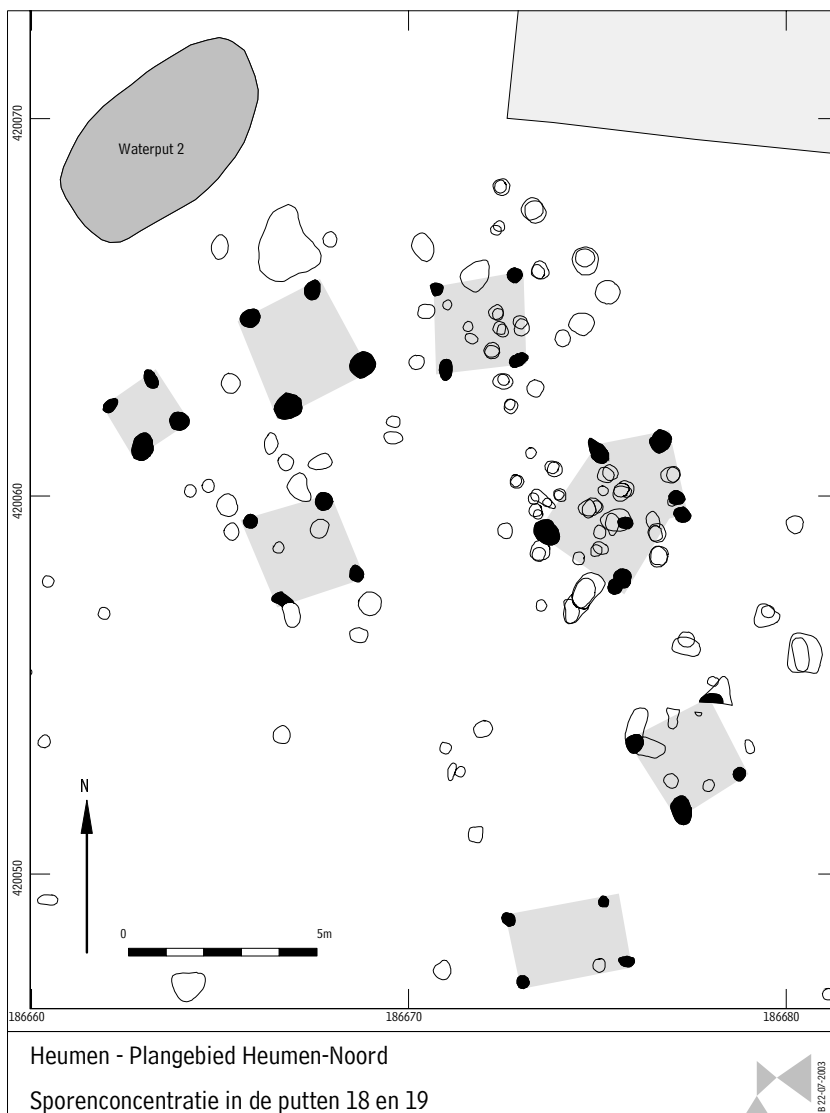 420070
Waterput 2
420060
N
420050
0 5m
186660 186670 186680
Heumen - Plangebied Heumen-Noord
Sporenconcentratie in de putten 18 en 19
22-07-2003